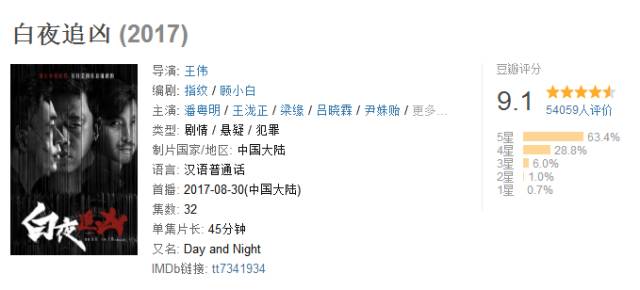 白夜追凶 (2017)
导演: 王伟
编剧: 指纹 / 顾小白
主演: 潘粤明 / 王泷正 / 梁缘 / 吕晓霖 / 尹姝贻 / 更多...
类型: 剧情 / 悬疑 / 犯罪
制片国家/地区: 中国大陆
语言: 汉语普通话
首播: 2017-08-30(中国大陆)
集数: 32
单集片长: 45分钟
又名: Day and Night
IMDb链接: tt7341934
豆瓣评分
9.1
54059人评价
5星 63.4%
4星 28.8%
3星 6.0%
2星 1.0%
1星 0.7%
白夜追凶